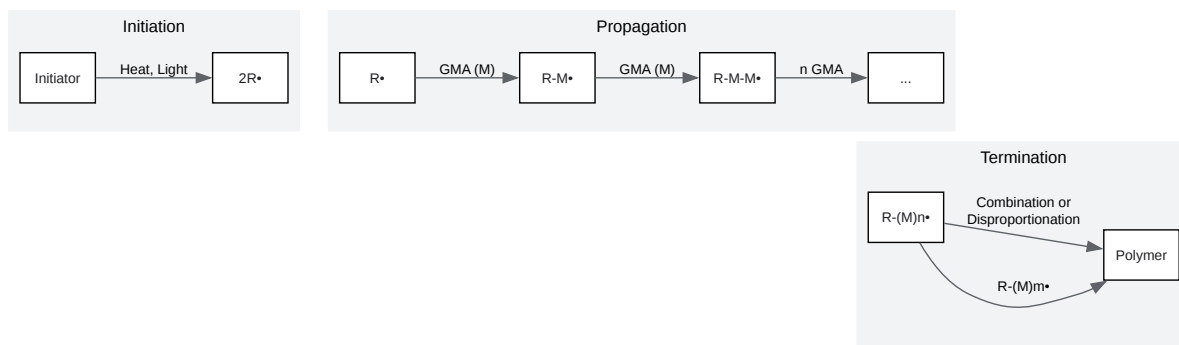 Initiation
Initiator
Heat, Light
2R•
Propagation
R•
GMA (M)
R-M•
GMA (M)
R-M-M•
n GMA
...
Termination
R-(M)n•
Combination or
Disproportionation
R-(M)m•
Polymer